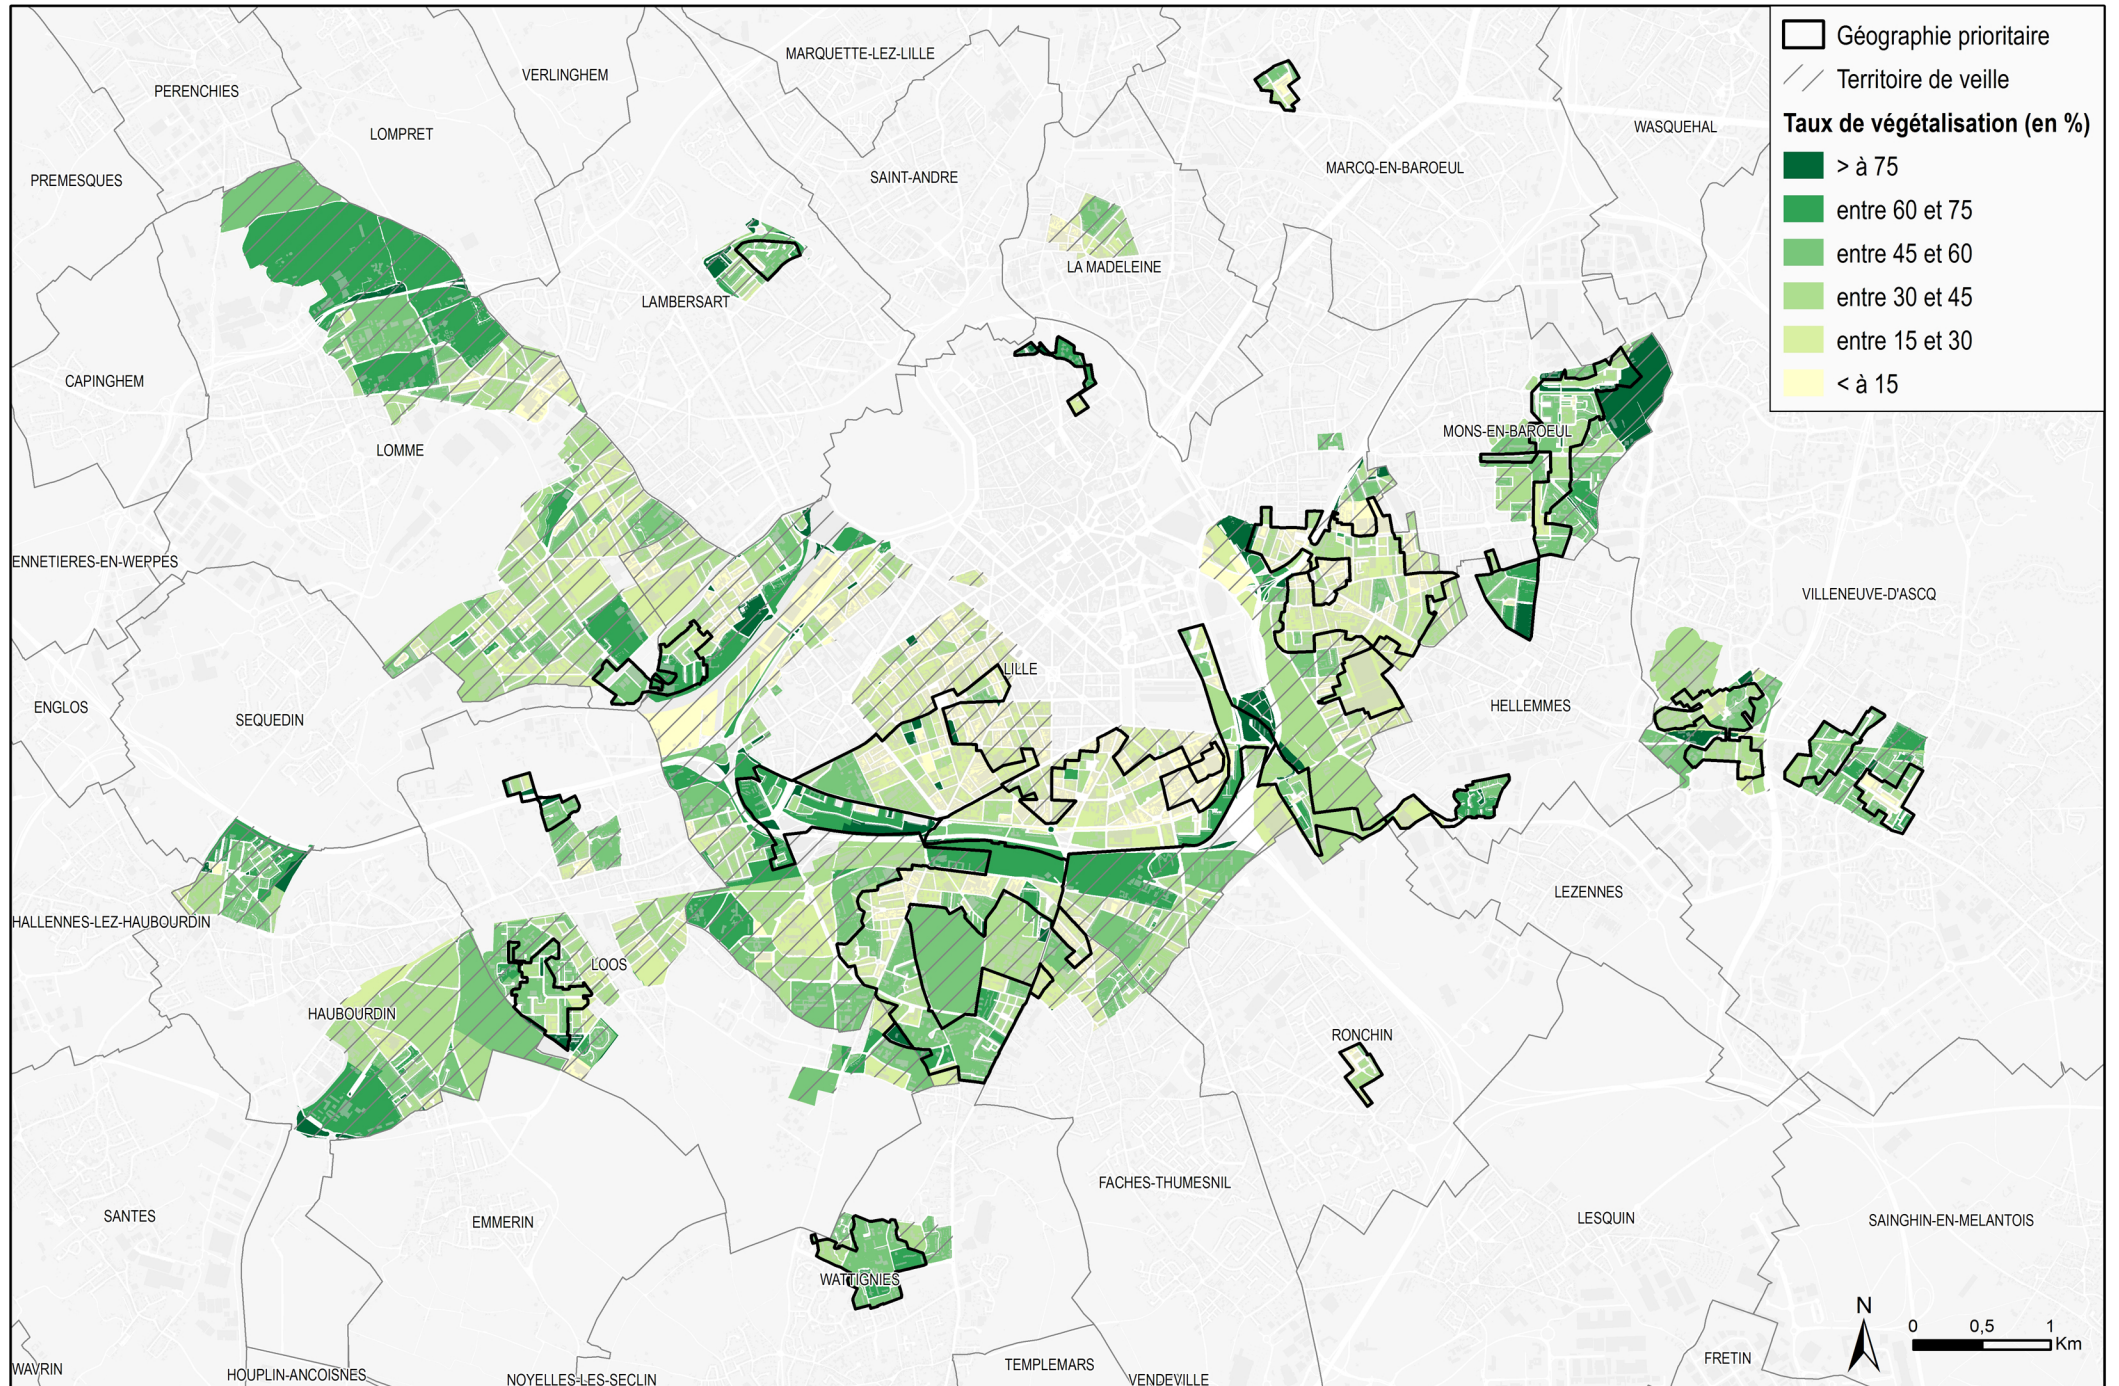 Géographie prioritaire
Territoire de veille
Taux de végétalisation (en %)
> à 75
entre 60 et 75
entre 45 et 60
entre 30 et 45
entre 15 et 30
< à 15
MARQUETTE-LEZ-LILLE
VERLINGHEM
PERENCHIES
WASQUEHAL
LOMPRET
MARCQ-EN-BAROEUL
SAINT-ANDRE
PREMESQUES
LA MADELEINE
LAMBERSART
CAPINGHEM
MONS-EN-BAROEUL
LOMME
ENNETIERES-EN-WEPPES
VILLENEUVE-D'ASCQ
LILLE
ENGLOS
HELLEMMES
SEQUEDIN
LEZENNES
HALLENNES-LEZ-HAUBOURDIN
LOOS
HAUBOURDIN
RONCHIN
FACHES-THUMESNIL
SANTES
LESQUIN
SAINGHIN-EN-MELANTOIS
EMMERIN
WATTIGNIES
N
0 0,5 1
Km
FRETIN
TEMPLEMARS
WAVRIN
HOUPLIN-ANCOISNES
NOYELLES-LES-SECLIN
VENDEVILLE